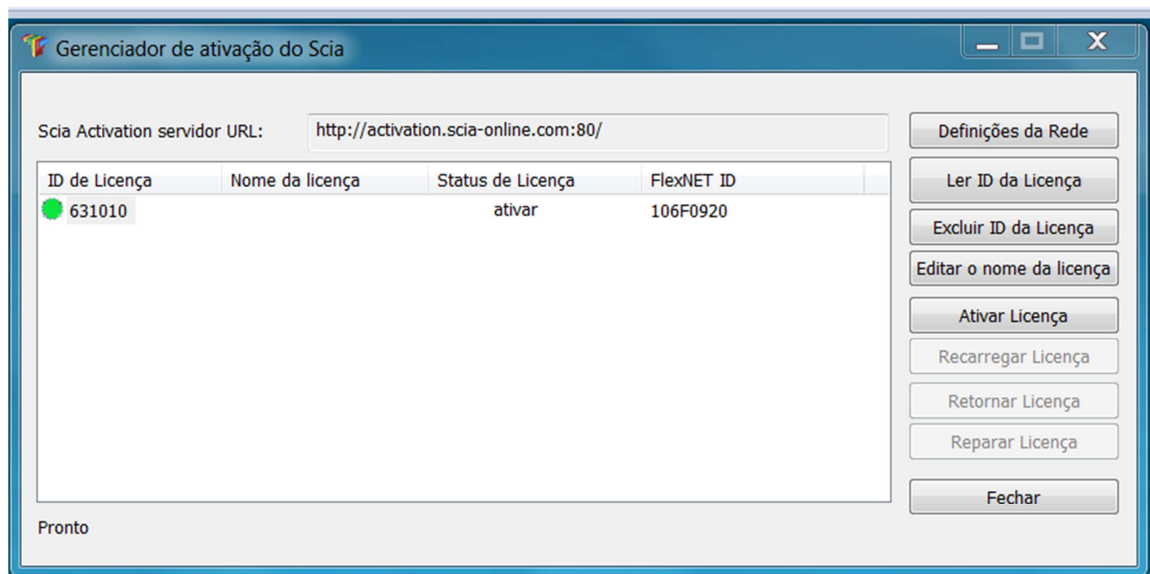 Gerenciador de ativação do Scia
Scia Activation servidor URL: http://activation.scia-online.com:80/
ID de Licença Nome da licença Status de Licença FlexNET ID
631010 ativar 106F0920
Definições da Rede
Ler ID da Licença
Excluir ID da Licença
Editar o nome da licença
Ativar Licença
Recarregar Licença
Retornar Licença
Reparar Licença
Fechar
Pronto